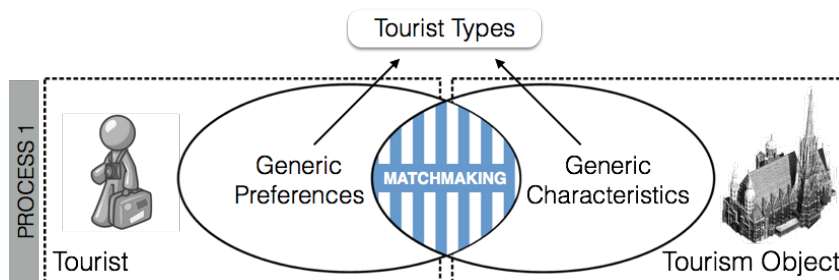 Tourist Types
PROCESS 1
Generic
Preferences
MATCHMAKING
Generic
Characteristics
Tourist
Tourism Object